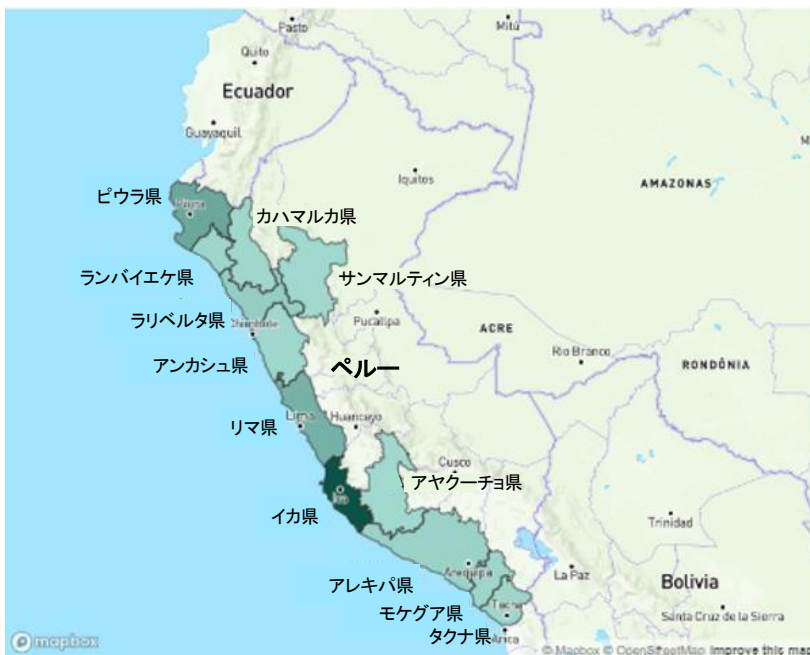 Pasto
Mitú
Quito
Ecuador
Guayaquil
Iquitos
AMAZONAS
ピウラ県
Piura
カハマルカ県
ランバイエケ県
サンマルティン県
ラリベルタ県
Chimbote
Pucallpa
ACRE
Rio Branco
RONDÔNIA
アンカシュ県
ペルー
リマ県
Lima
Huancayo
Cusco
アヤクーチョ県
イカ県
Ica
Trinidad
アレキパ県
Arequipa
La Paz
Bolivia
モケグア県
Tacna
Santa Cruz de la Sierra
タクナ県
Arica
mapbox
© Mapbox © OpenStreetMap Improve this map